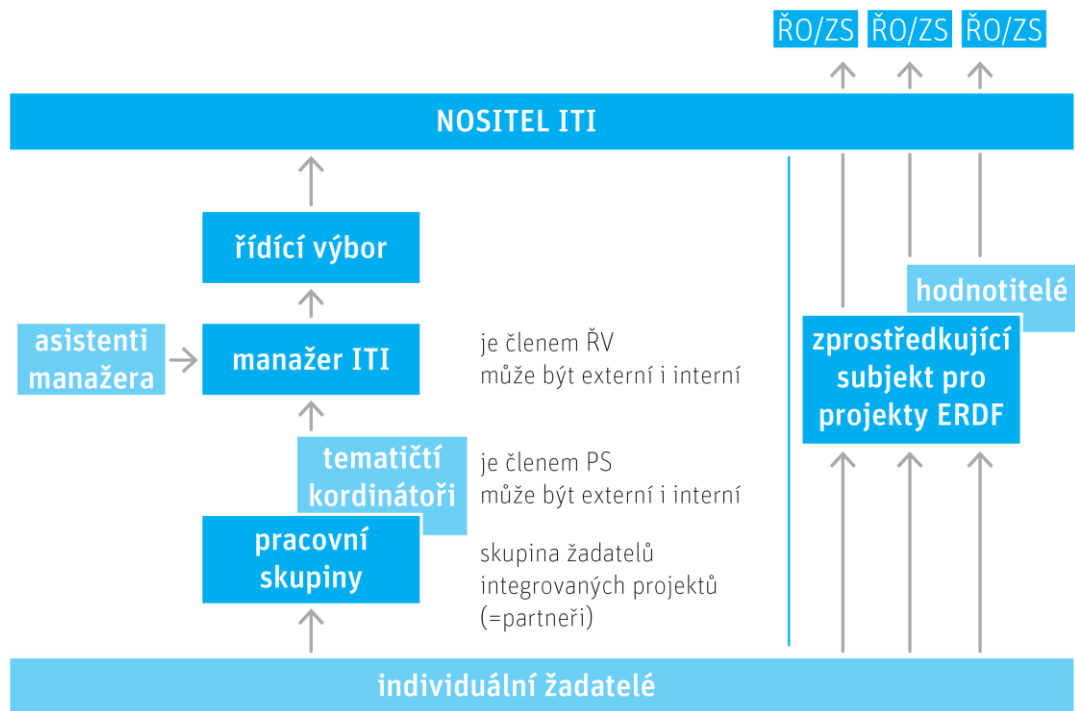 ŘO/ZS ŘO/ZS ŘO/ZS
NOSITEL ITI
řídící výbor
hodnotitelé
asistenti
manažera
manažer ITI
je členem ŘV
může být externí i interní
zprostředkující
subjekt pro
projekty ERDF
tematičtí
kordinátoři
je členem PS
může být externí i interní
pracovní
skupiny
skupina žadatelů
integrovaných projektů
(=partneři)
individuální žadatelé